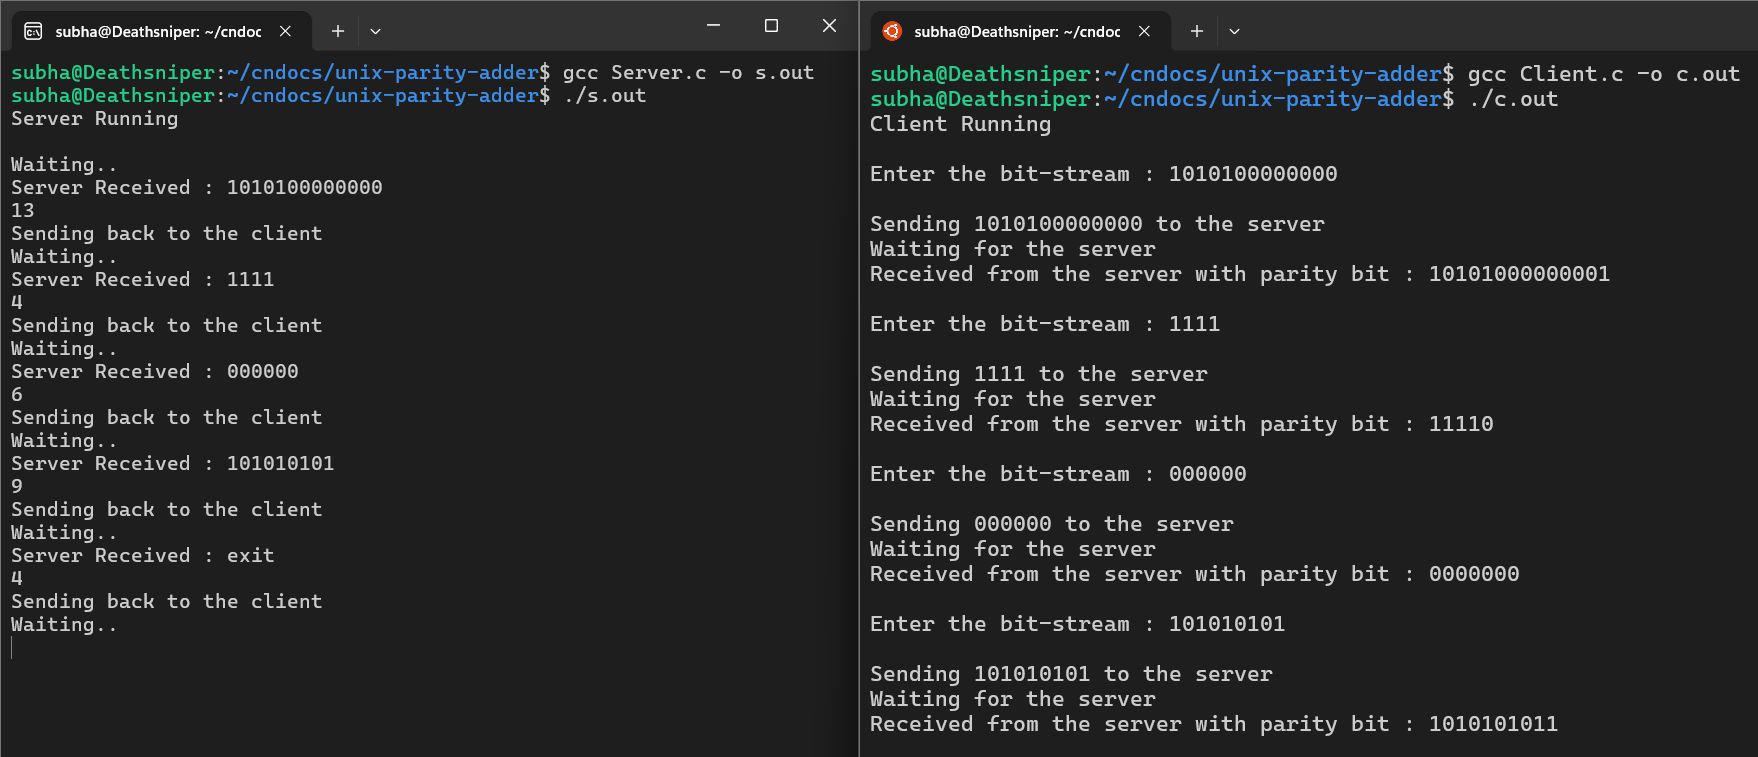 subha@Deathsniper: ~/cndoc
subha@Deathsniper:~/cndocs/unix-parity-adder$ gcc Server.c -o s.out
subha@Deathsniper:~/cndocs/unix-parity-adder$ ./s.out
Server Running

Waiting..
Server Received : 1010100000000
13
Sending back to the client
Waiting..
Server Received : 1111
4
Sending back to the client
Waiting..
Server Received : 000000
6
Sending back to the client
Waiting..
Server Received : 101010101
9
Sending back to the client
Waiting..
Server Received : exit
4
Sending back to the client
Waiting..
subha@Deathsniper: ~/cndoc
subha@Deathsniper:~/cndocs/unix-parity-adder$ gcc Client.c -o c.out
subha@Deathsniper:~/cndocs/unix-parity-adder$ ./c.out
Client Running

Enter the bit-stream : 1010100000000

Sending 1010100000000 to the server
Waiting for the server
Received from the server with parity bit : 10101000000001

Enter the bit-stream : 1111

Sending 1111 to the server
Waiting for the server
Received from the server with parity bit : 11110

Enter the bit-stream : 000000

Sending 000000 to the server
Waiting for the server
Received from the server with parity bit : 0000000

Enter the bit-stream : 101010101

Sending 101010101 to the server
Waiting for the server
Received from the server with parity bit : 1010101011